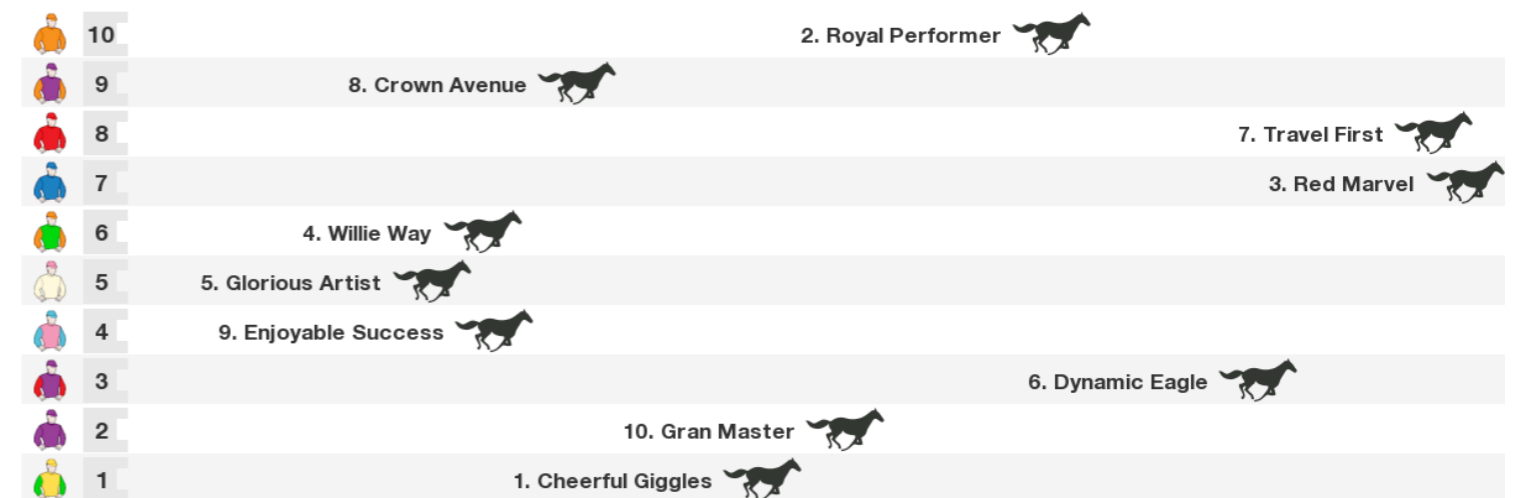 10 2. Royal Performer
9 8. Crown Avenue
8 7. Travel First
7 3. Red Marvel
6 4. Willie Way
5 5. Glorious Artist
4 9. Enjoyable Success
3 6. Dynamic Eagle
2 10. Gran Master
1 1. Cheerful Giggles